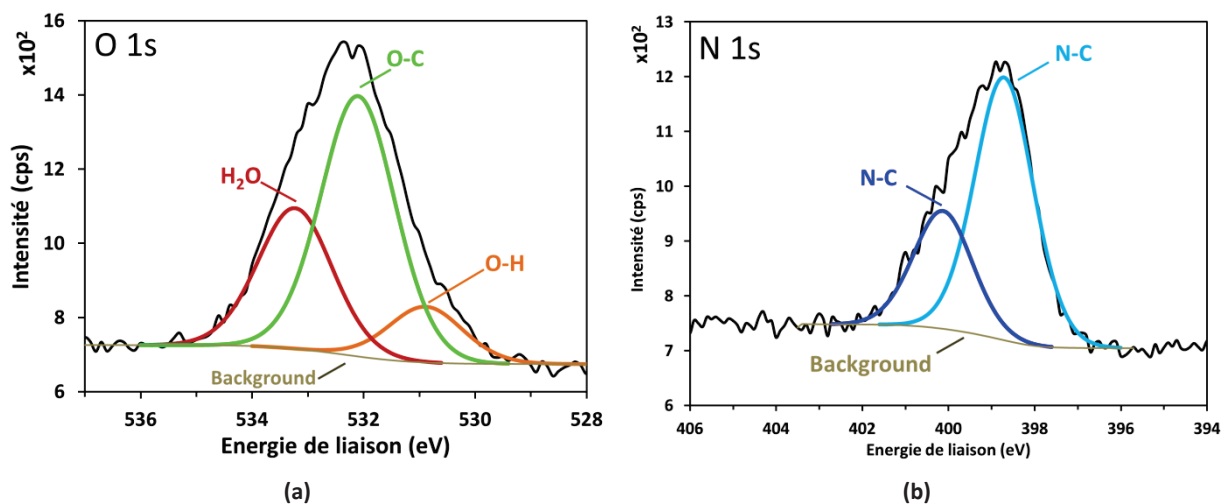 O 1s
x10²
Intensité (cps)
16
14
12
10
8
6
O-C
H₂O
O-H
Background
536
534
532
530
528
Energie de liaison (eV)
(a)
N 1s
x10²
Intensité (cps)
13
12
11
10
9
8
7
6
N-C
N-C
Background
406
404
402
400
398
396
394
Energie de liaison (eV)
(b)